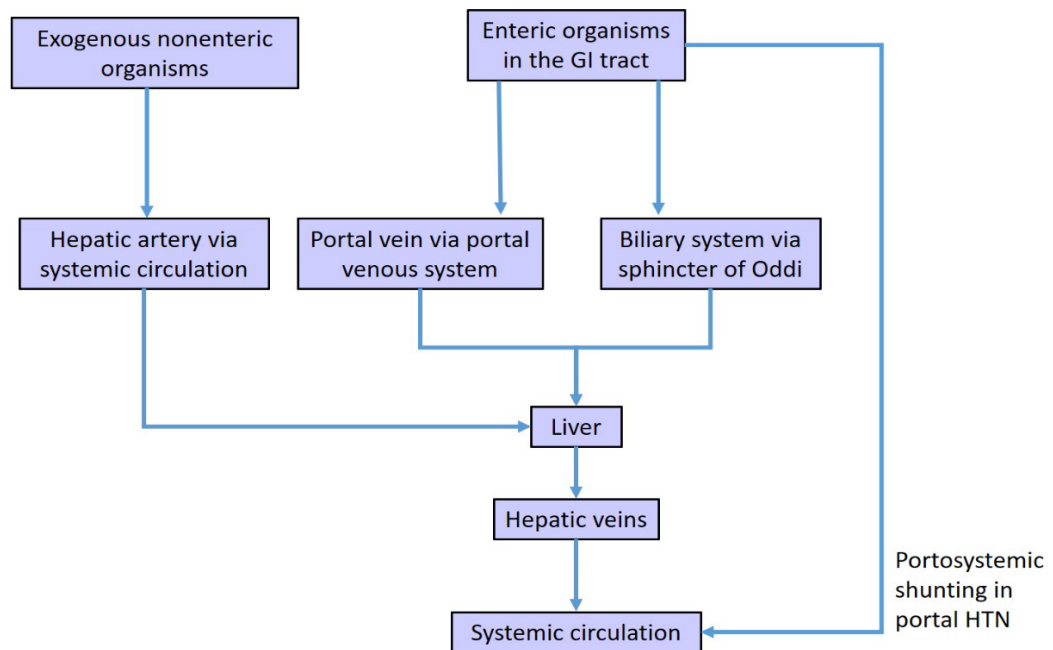 Exogenous nonenteric
organisms
Enteric organisms
in the GI tract
Hepatic artery via
systemic circulation
Portal vein via portal
venous system
Biliary system via
sphincter of Oddi
Liver
Hepatic veins
Portosystemic
shunting in
portal HTN
Systemic circulation